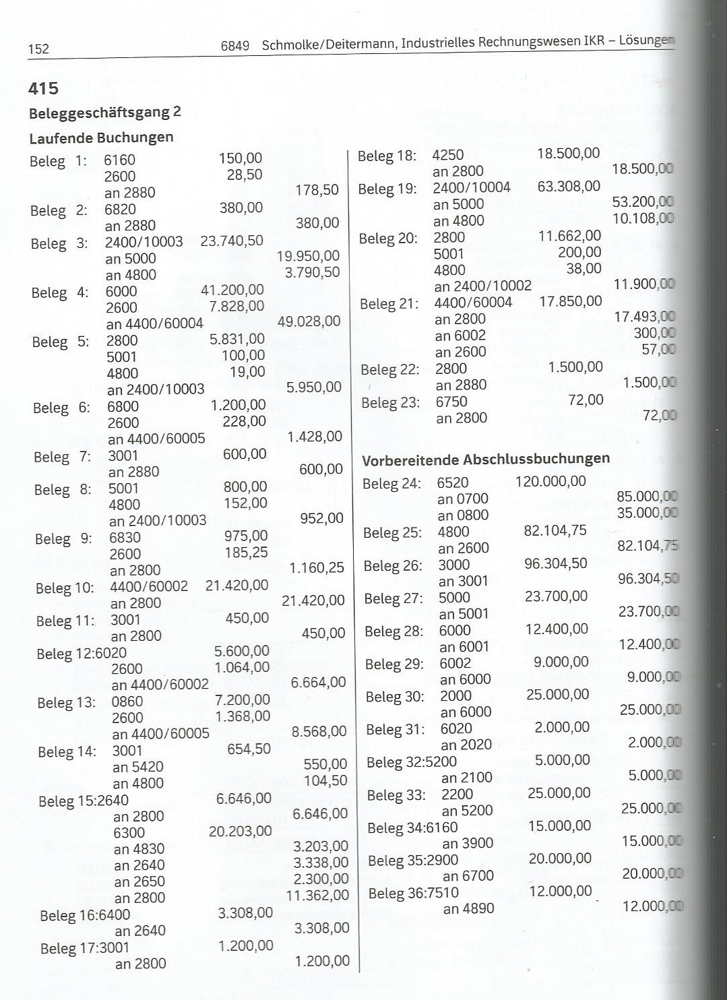 152
6849 Schmolke/Deitermann, Industrielles Rechnungswesen IKR – Lösungen
415
Beleggeschäftsgang 2
Laufende Buchungen
Beleg 1: 6160 150,00
2600 28,50
an 2880 178,50
Beleg 2: 6820 380,00
an 2880 380,00
Beleg 3: 2400/10003 23.740,50
an 5000 19.950,00
an 4800 3.790,50
Beleg 4: 6000 41.200,00
2600 7.828,00
an 4400/60004 49.028,00
Beleg 5: 2800 5.831,00
5001 100,00
4800 19,00
an 2400/10003 5.950,00
Beleg 6: 6800 1.200,00
2600 228,00
an 4400/60005 1.428,00
Beleg 7: 3001 600,00
an 2880 600,00
Beleg 8: 5001 800,00
4800 152,00
an 2400/10003 952,00
Beleg 9: 6830 975,00
2600 185,25
an 2800 1.160,25
Beleg 10: 4400/60002 21.420,00
an 2800 21.420,00
Beleg 11: 3001 450,00
an 2800 450,00
Beleg 12:6020 5.600,00
2600 1.064,00
an 4400/60002 6.664,00
Beleg 13: 0860 7.200,00
2600 1.368,00
an 4400/60005 8.568,00
Beleg 14: 3001 654,50
an 5420 550,00
an 4800 104,50
Beleg 15:2640 6.646,00
an 2800 6.646,00
6300 20.203,00
an 4830 3.203,00
an 2640 3.338,00
an 2650 2.300,00
an 2800 11.362,00
Beleg 16:6400 3.308,00
an 2640 3.308,00
Beleg 17:3001 1.200,00
an 2800 1.200,00
Beleg 18: 4250 18.500,00
an 2800 18.500,00
Beleg 19: 2400/10004 63.308,00
an 5000 53.200,00
an 4800 10.108,00
Beleg 20: 2800 11.662,00
5001 200,00
4800 38,00
an 2400/10002 11.900,00
Beleg 21: 4400/60004 17.850,00
an 2800 17.493,00
an 6002 300,00
an 2600 57,00
Beleg 22: 2800 1.500,00
an 2880 1.500,00
Beleg 23: 6750 72,00
an 2800 72,00
Vorbereitende Abschlussbuchungen
Beleg 24: 6520 120.000,00
an 0700 85.000,00
an 0800 35.000,00
Beleg 25: 4800 82.104,75
an 2600 82.104,75
Beleg 26: 3000 96.304,50
an 3001 96.304,50
Beleg 27: 5000 23.700,00
an 5001 23.700,00
Beleg 28: 6000 12.400,00
an 6001 12.400,00
Beleg 29: 6002 9.000,00
an 6000 9.000,00
Beleg 30: 2000 25.000,00
an 6000 25.000,00
Beleg 31: 6020 2.000,00
an 2020 2.000,00
Beleg 32:5200 5.000,00
an 2100 5.000,00
Beleg 33: 2200 25.000,00
an 5200 25.000,00
Beleg 34:6160 15.000,00
an 3900 15.000,00
Beleg 35:2900 20.000,00
an 6700 20.000,00
Beleg 36:7510 12.000,00
an 4890 12.000,00